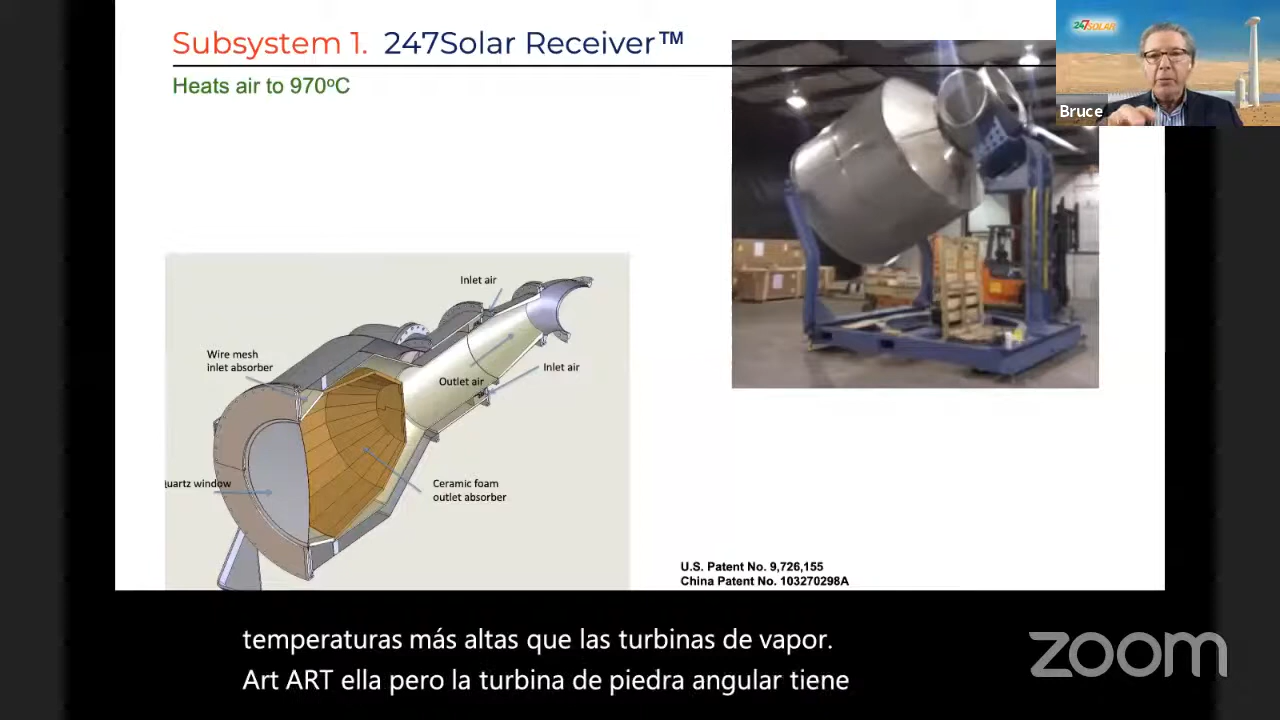 Subsystem 1. 247Solar Receiver™
Heats air to 970ºC
247SOLAR
Bruce
Inlet air
Wire mesh
inlet absorber
Inlet air
Outlet air
uartz window
Ceramic foam
outlet absorber
U.S. Patent No. 9,726,155
China Patent No. 103270298A
temperaturas más altas que las turbinas de vapor.
Art ART ella pero la turbina de piedra angular tiene
zoom